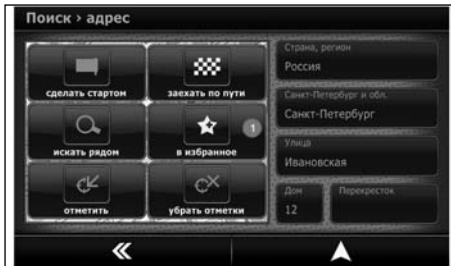 Поиск › адрес
сделать стартом
заехать по пути
искать рядом
в избранное
1
отметить
убрать отметки
Страна, регион
Россия
Санкт-Петербург и обл.
Санкт-Петербург
Улица
Ивановская
Дом
Перекресток
12